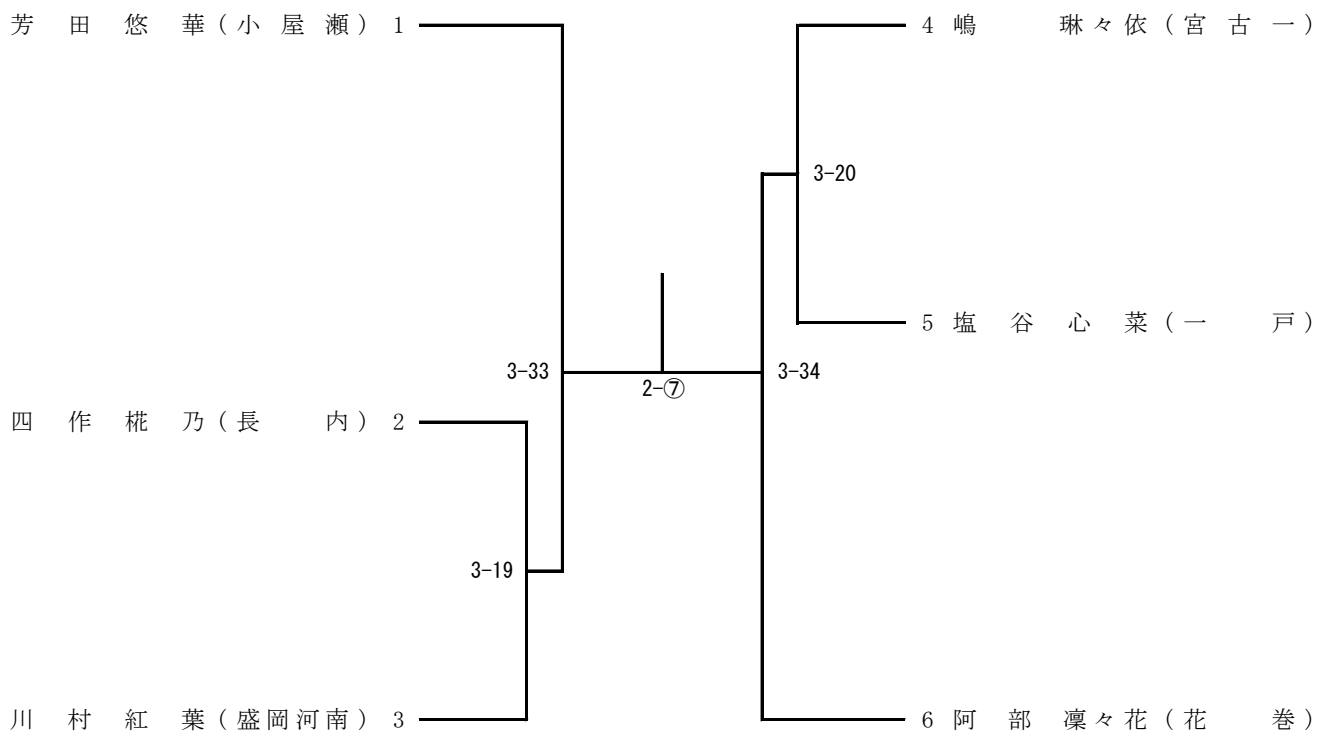 芳田悠華(小屋瀬) 1
四作椛乃(長内) 2
川村紅葉(盛岡河南) 3
3-33
3-19
2-⑦
4 嶋琳々依(宮古一)
3-20
5 塩谷心菜(一戸)
3-34
6 阿部凜々花(花巻)